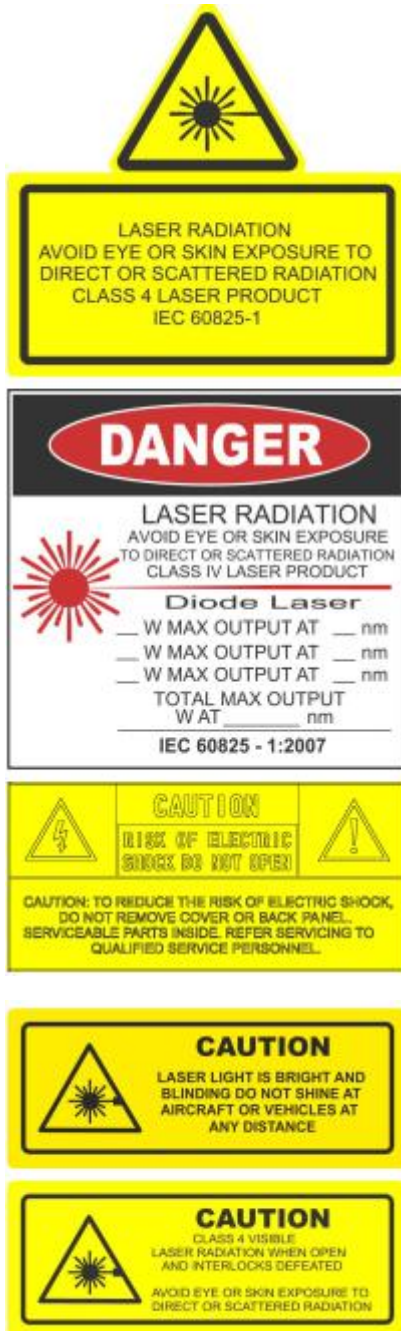 LASER RADIATION
AVOID EYE OR SKIN EXPOSURE TO
DIRECT OR SCATTERED RADIATION
CLASS 4 LASER PRODUCT
IEC 60825-1
DANGER
LASER RADIATION
AVOID EYE OR SKIN EXPOSURE
TO DIRECT OR SCATTERED RADIATION
CLASS IV LASER PRODUCT
Diode Laser
__ W MAX OUTPUT AT __ nm
__ W MAX OUTPUT AT __ nm
__ W MAX OUTPUT AT __ nm
TOTAL MAX OUTPUT
W AT ________ nm
IEC 60825 - 1:2007
CAUTION
RISK OF ELECTRIC
SHOCK DO NOT OPEN
CAUTION: TO REDUCE THE RISK OF ELECTRIC SHOCK,
DO NOT REMOVE COVER OR BACK PANEL.
SERVICEABLE PARTS INSIDE. REFER SERVICING TO
QUALIFIED SERVICE PERSONNEL.
CAUTION
LASER LIGHT IS BRIGHT AND
BLINDING DO NOT SHINE AT
AIRCRAFT OR VEHICLES AT
ANY DISTANCE
CAUTION
CLASS 4 VISIBLE
LASER RADIATION WHEN OPEN
AND INTERLOCKS DEFEATED
AVOID EYE OR SKIN EXPOSURE TO
DIRECT OR SCATTERED RADIATION